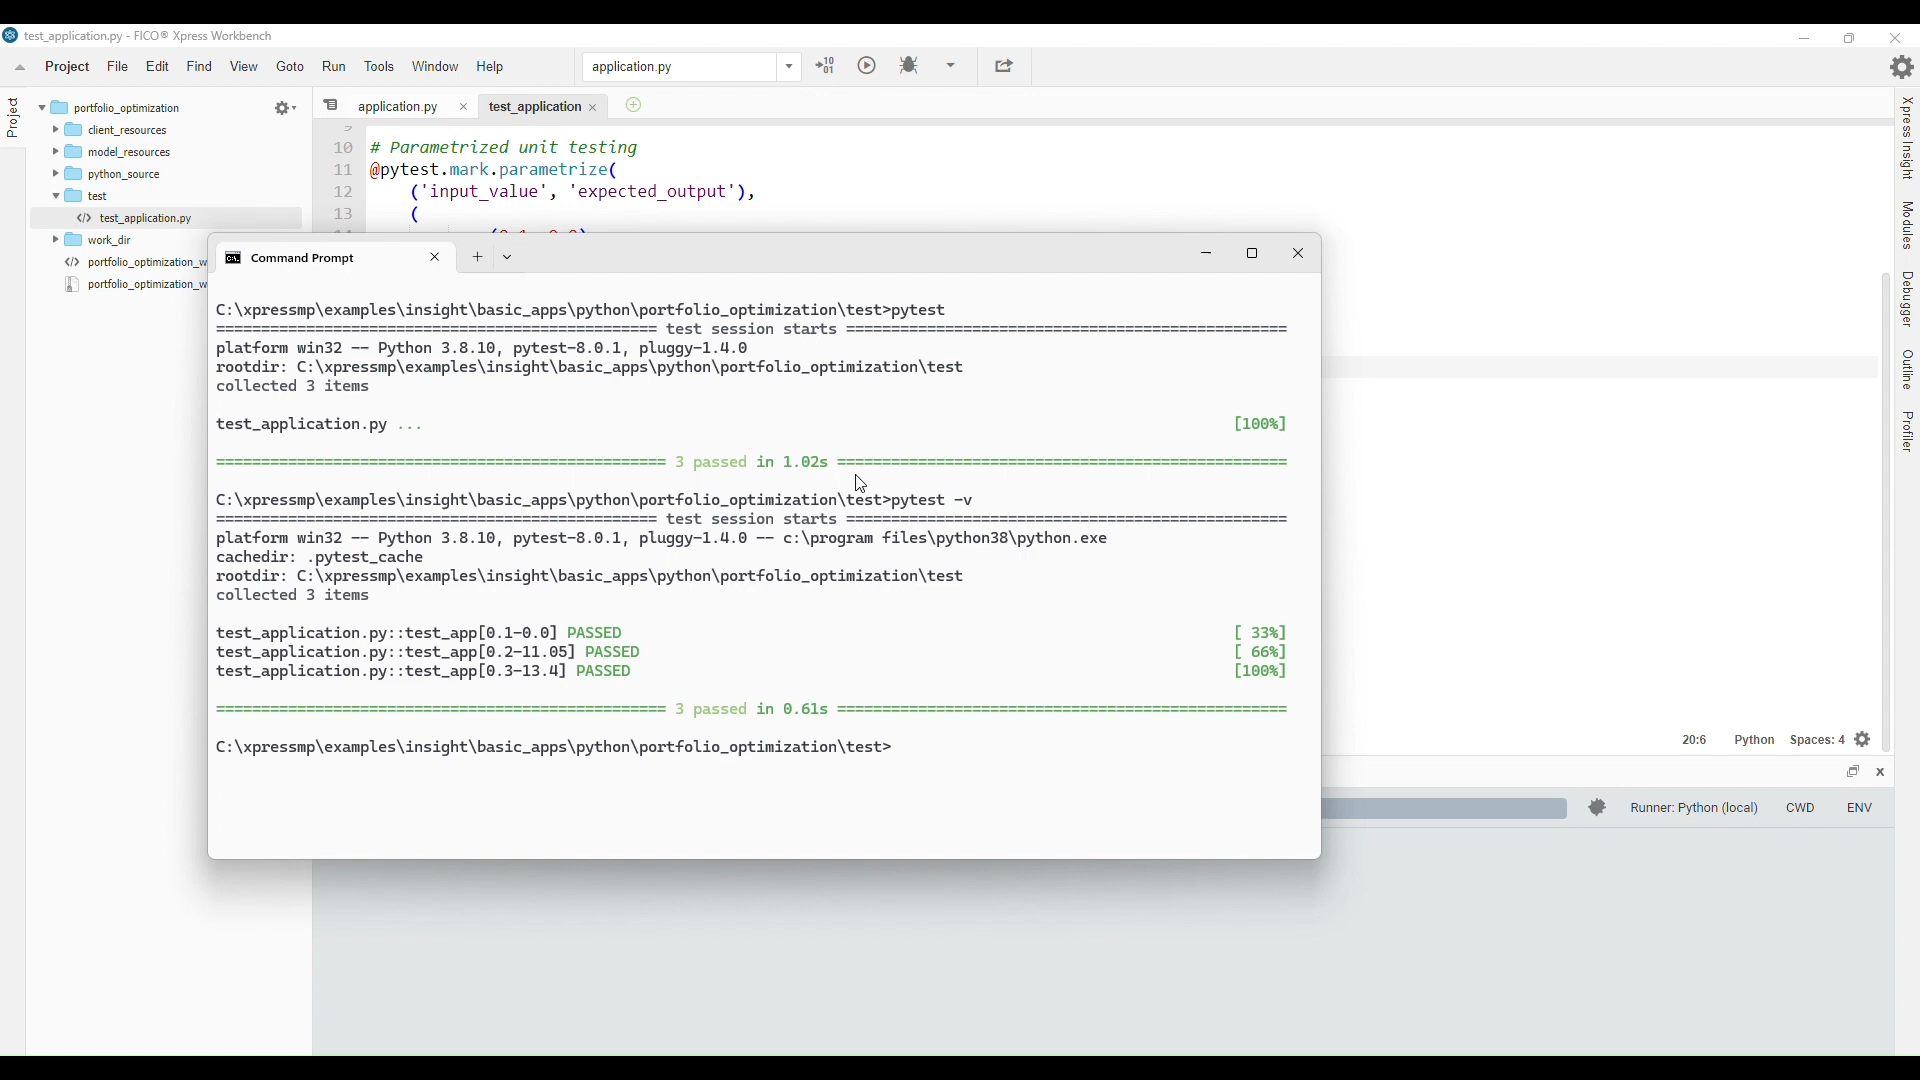 test_application.py - FICO® Xpress Workbench
Project File Edit Find View Goto Run Tools Window Help
application.py
Project
portfolio_optimization
client_resources
model_resources
python_source
test
test_application.py
work_dir
portfolio_optimization_w
portfolio_optimization_w
application.py
test_application
10 # Parametrized unit testing
11 @pytest.mark.parametrize(
12 ('input_value', 'expected_output'),
13 (
Command Prompt
C:\xpressmp\examples\insight\basic_apps\python\portfolio_optimization\test>pytest
================================================= test session starts =================================================
platform win32 -- Python 3.8.10, pytest-8.0.1, pluggy-1.4.0
rootdir: C:\xpressmp\examples\insight\basic_apps\python\portfolio_optimization\test
collected 3 items
test_application.py ... [100%]
================================================== 3 passed in 1.02s ==================================================
C:\xpressmp\examples\insight\basic_apps\python\portfolio_optimization\test>pytest -v
================================================= test session starts =================================================
platform win32 -- Python 3.8.10, pytest-8.0.1, pluggy-1.4.0 -- c:\program files\python38\python.exe
cachedir: .pytest_cache
rootdir: C:\xpressmp\examples\insight\basic_apps\python\portfolio_optimization\test
collected 3 items
test_application.py::test_app[0.1-0.0] PASSED [ 33%]
test_application.py::test_app[0.2-11.05] PASSED [ 66%]
test_application.py::test_app[0.3-13.4] PASSED [100%]
================================================== 3 passed in 0.61s ==================================================
C:\xpressmp\examples\insight\basic_apps\python\portfolio_optimization\test>
20:6 Python Spaces: 4
Runner: Python (local) CWD ENV
Xpress Insight
Modules
Debugger
Outline
Profiler